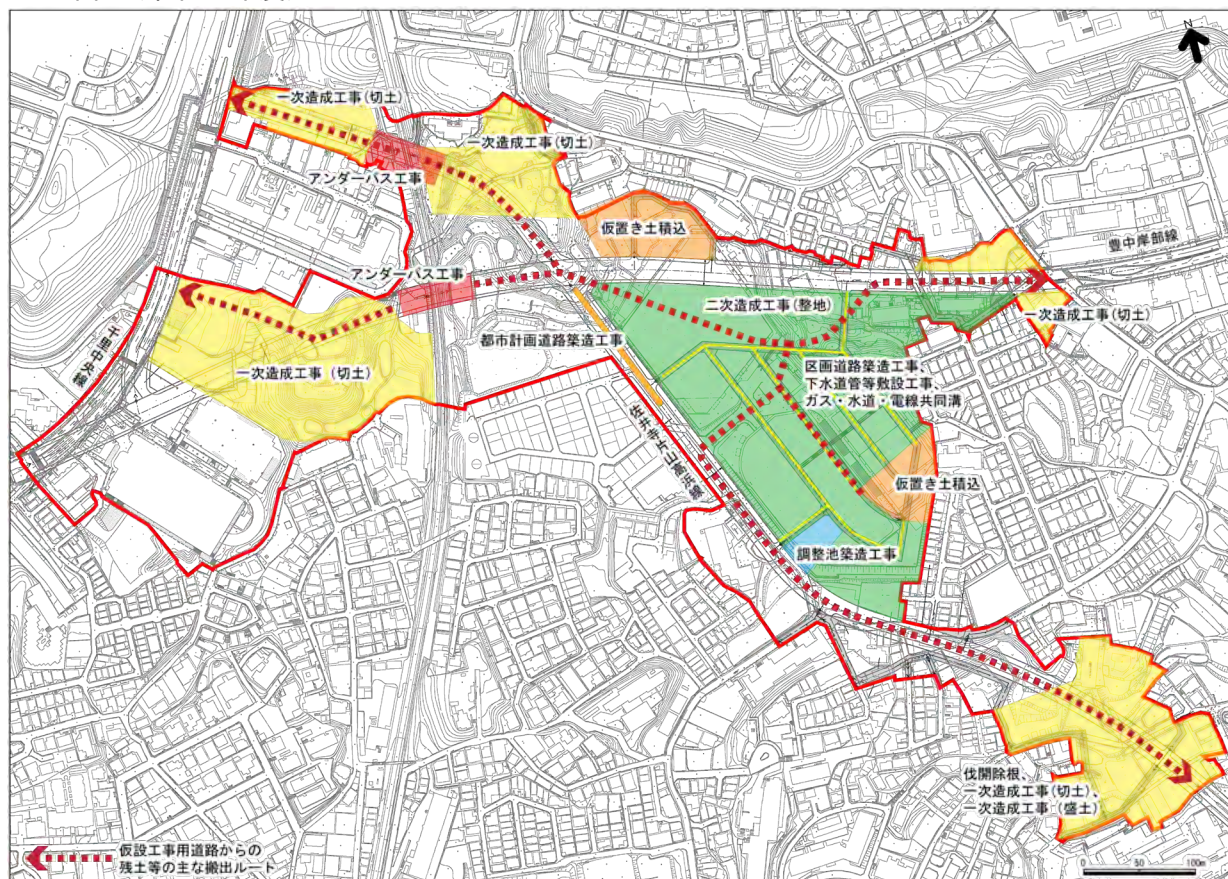 N
一次造成工事(切土)
一次造成工事(切土)
アンダーパス工事
仮置き土積込
豊中岸部線
アンダーパス工事
二次造成工事(整地)
一次造成工事(切土)
都市計画道路築造工事
千里中央線
一次造成工事(切土)
区画道路築造工事、
下水道管等敷設工事、
ガス・水道・電線共同溝
佐井寺片山高浜線
仮置き土積込
調整池築造工事
伐開除根、
一次造成工事(切土)、
一次造成工事(盛土)
仮設工事用道路からの
残土等の主な搬出ルート
0 50 100m